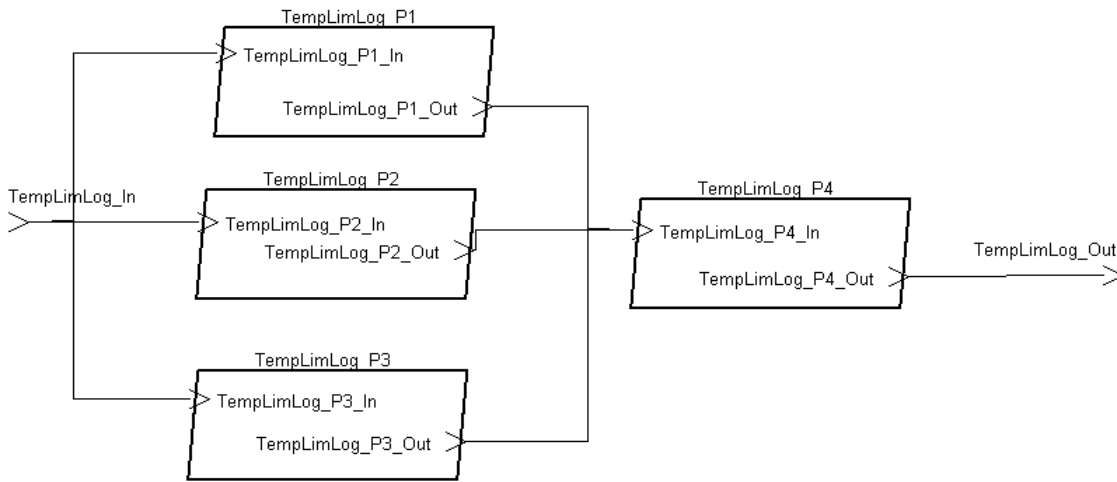 TempLimLog_P1
TempLimLog_P1_In
TempLimLog_P1_Out
TempLimLog_In
TempLimLog_P2
TempLimLog_P2_In
TempLimLog_P2_Out
TempLimLog_P3
TempLimLog_P3_In
TempLimLog_P3_Out
TempLimLog_P4
TempLimLog_P4_In
TempLimLog_P4_Out
TempLimLog_Out